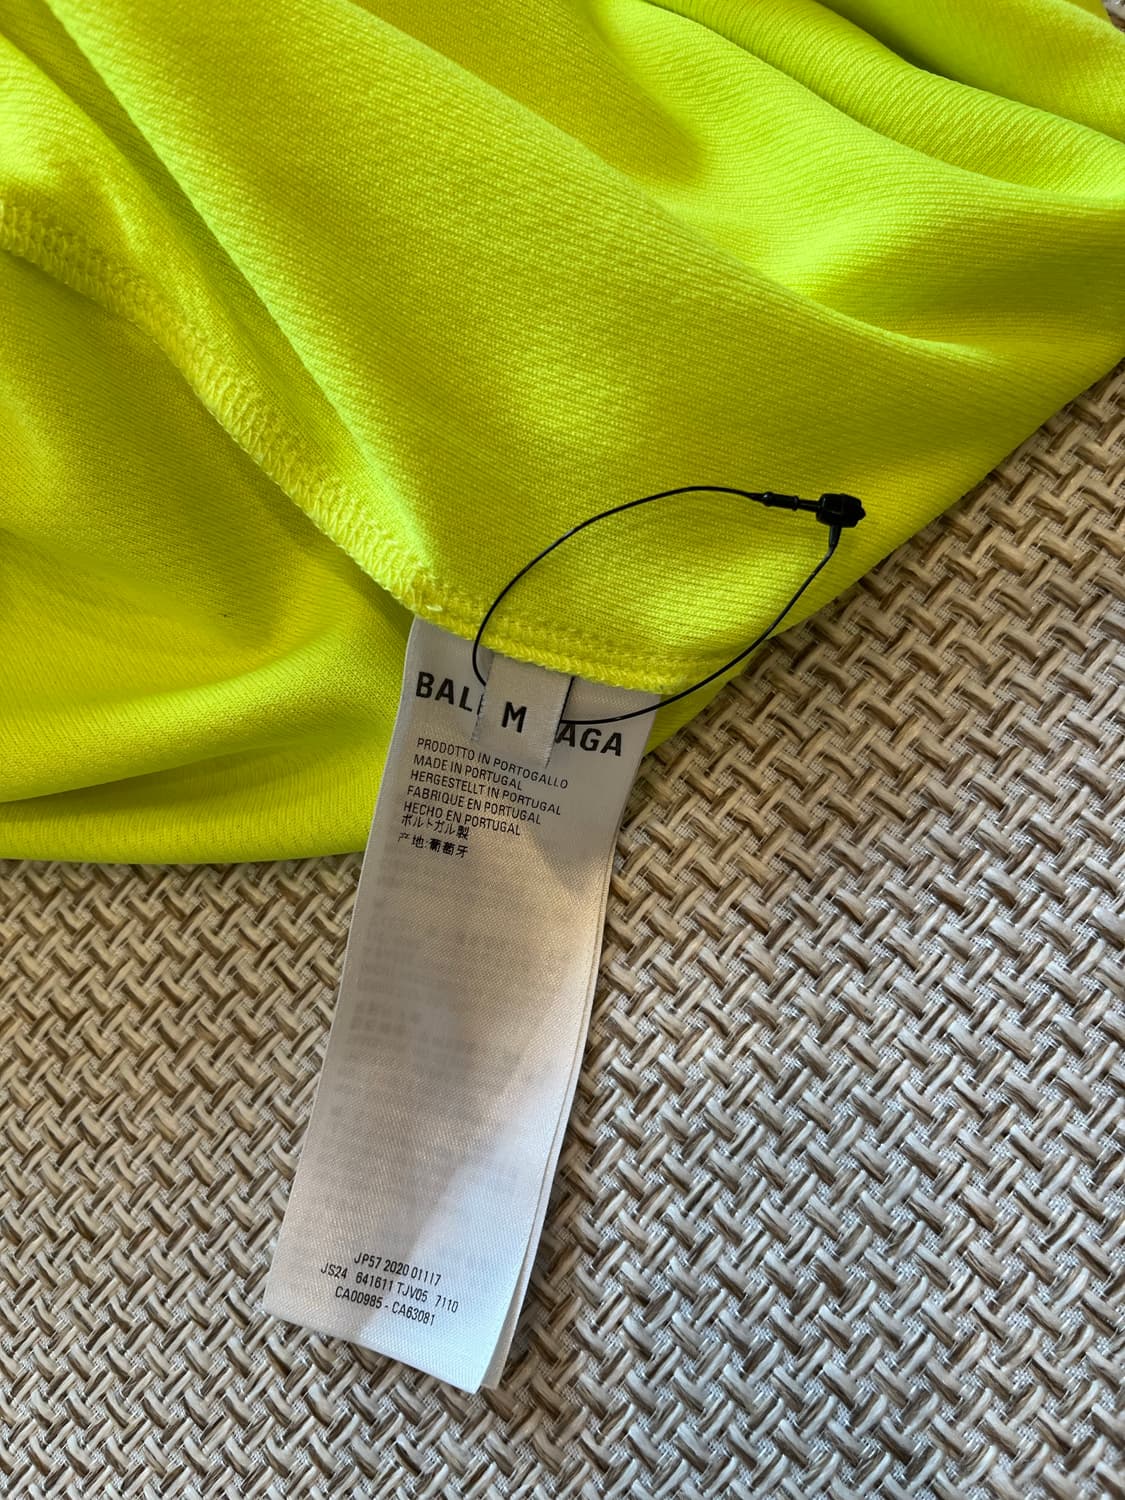 BAL
M
AGA
PRODOTTO IN PORTOGALLO
MADE IN PORTUGAL
HERGESTELLT IN PORTUGAL
FABRIQUE EN PORTUGAL
HECHO EN PORTUGAL
ポルトガル製
产地:葡萄牙
JP57 2020 01117
JS24 641611 TJV05 7110
CA00985 - CA63081